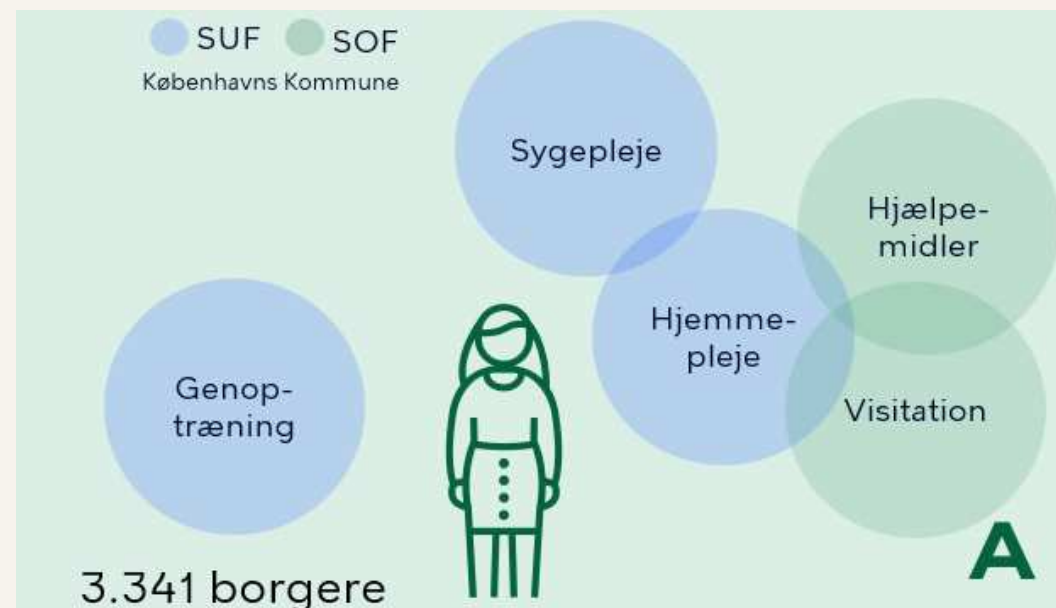 SUF SOF
Københavns Kommune
Sygepleje
Hjælpe-
midler
Hjemme-
pleje
Genop-
træning
Visitation
A
3.341 borgere